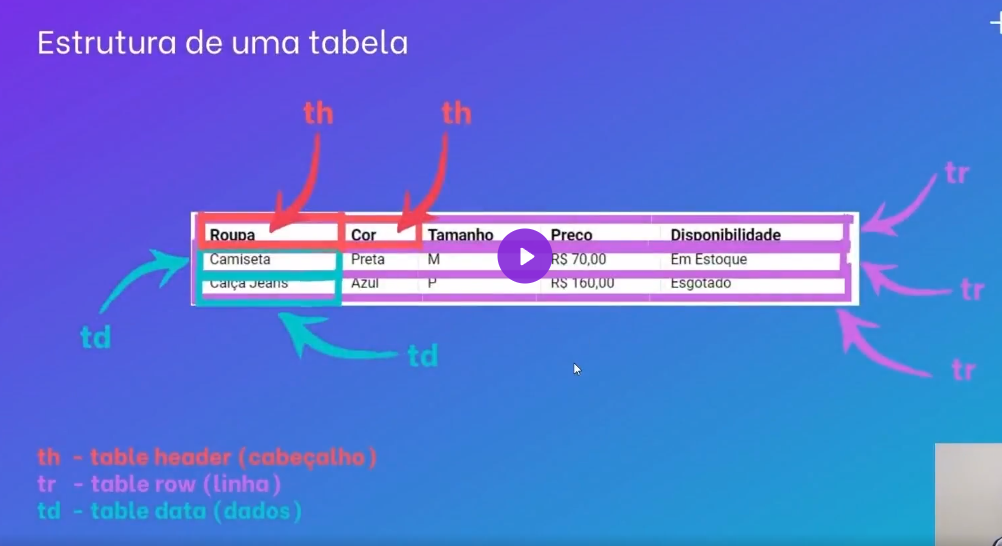 Estrutura de uma tabela
th th
tr
Roupa Cor Tamanho Preço Disponibilidade
Camiseta Preta M R$ 70,00 Em Estoque
Calça Jeans Azul P R$ 160,00 Esgotado
tr
td
td
tr
th - table header (cabeçalho)
tr - table row (linha)
td - table data (dados)